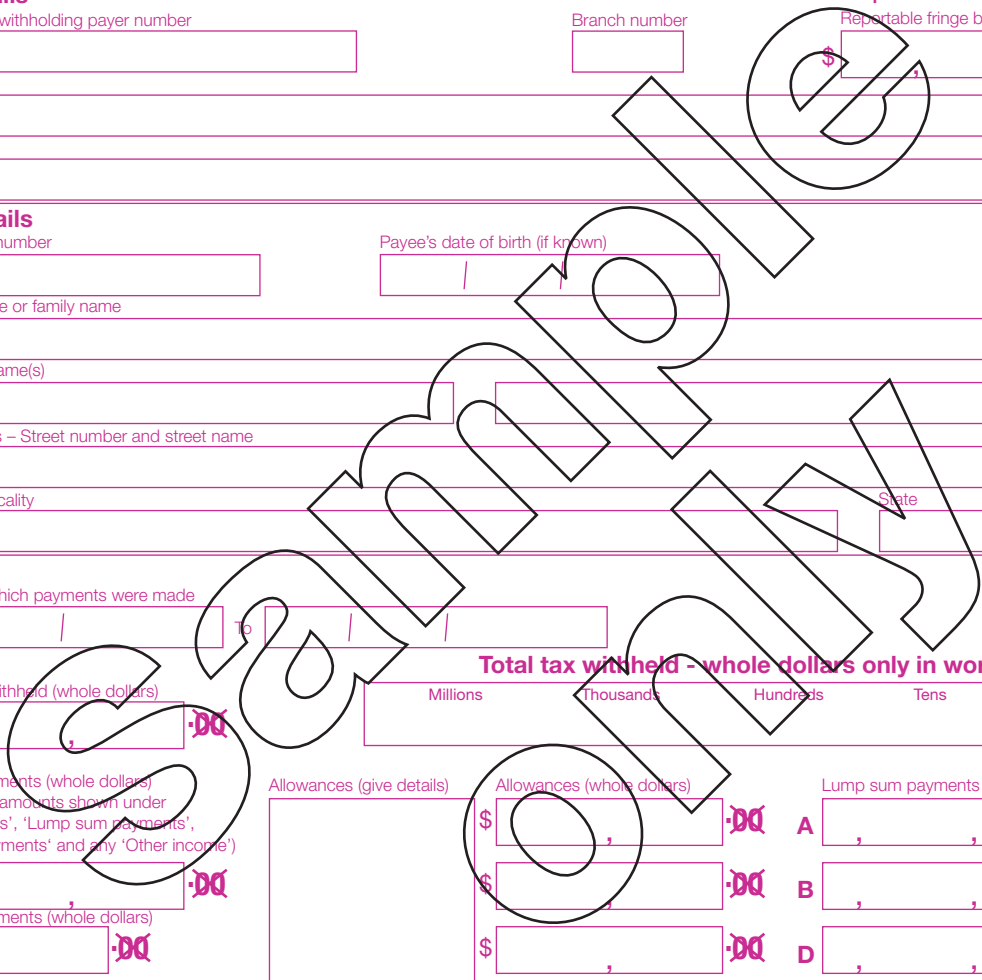 withholding payer number
Branch number
Reportable fringe b
$ ,
ails
number
Payee's date of birth (if known)
/ /
e or family name
ame(s)
s – Street number and street name
cality
State
hich payments were made
/ To / /
Total tax withheld - whole dollars only in wor
Millions Thousands Hundreds Tens
ithheld (whole dollars)
, .00
ments (whole dollars)
amounts shown under
s', 'Lump sum payments',
ments' and any 'Other income')
, .00
ments (whole dollars)
.00
Allowances (give details)
Allowances (whole dollars)
Lump sum payments
$ , .00 A , ,
$ , .00 B , ,
$ , .00 D , ,
Sample
only